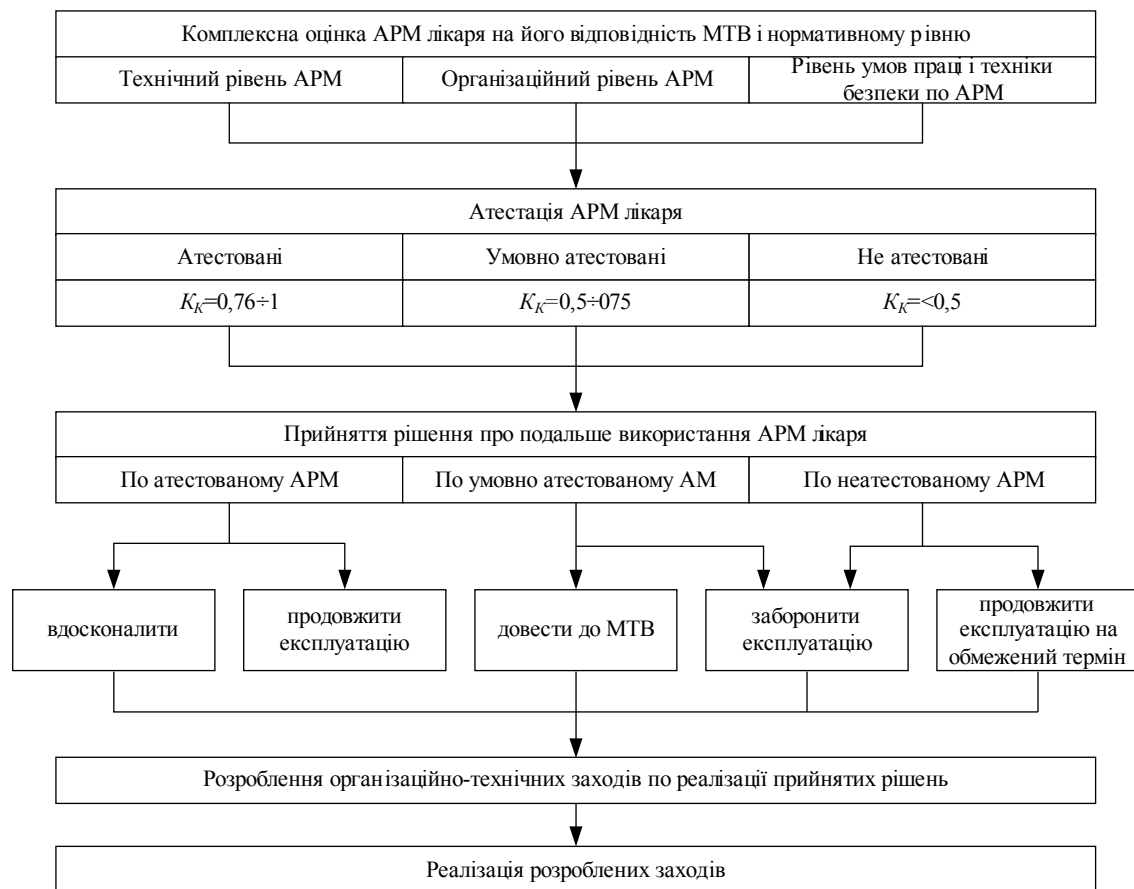 Комплексна оцінка АРМ лікаря на його відповідність МТВ і нормативному рівню
Технічний рівень АРМ
Організаційний рівень АРМ
Рівень умов праці і техніки
безпеки по АРМ
Атестація АРМ лікаря
Атестовані
Умовно атестовані
Не атестовані
K_K=0,76÷1
K_K=0,5÷075
K_K=<0,5
Прийняття рішення про подальше використання АРМ лікаря
По атестованому АРМ
По умовно атестованому АМ
По неатестованому АРМ
вдосконалити
продовжити
експлуатацію
довести до МТВ
заборонити
експлуатацію
продовжити
експлуатацію на
обмежений термін
Розроблення організаційно-технічних заходів по реалізації прийнятих рішень
Реалізація розроблених заходів